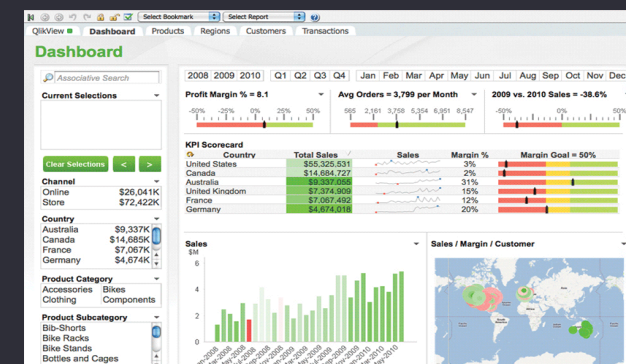 Select Bookmark Select Report
QlikView Dashboard Products Regions Customers Transactions
Dashboard
Associative Search
2008 2009 2010 Q1 Q2 Q3 Q4 Jan Feb Mar Apr May Jun Jul Aug Sep Oct Nov Dec
Current Selections
Profit Margin % = 8.1 Avg Orders = 3,799 per Month 2009 vs. 2010 Sales = -38.6%
-50% -25% 0% 25% 50% 565 2,161 3,758 5,354 6,951 6,547 -50% 0% 50%
KPI Scorecard
Country Total Sales Sales Margin % Margin Goal = 50%
United States $55,325,531 3%
Canada $14,684,727 2%
Australia $9,337,055 31%
United Kingdom $7,374,909 15%
France $7,067,492 12%
Germany $4,674,018 20%
Clear Selections < >
Channel
Online $26,041K
Store $72,422K
Country
Australia $9,337K
Canada $14,685K
France $7,067K
Germany $4,674K
Product Category
Accessories Bikes
Clothing Components
Product Subcategory
Bib-Shorts
Bike Racks
Bike Stands
Bottles and Cages
Sales
$M
6
4
2
0
Sales / Margin / Customer